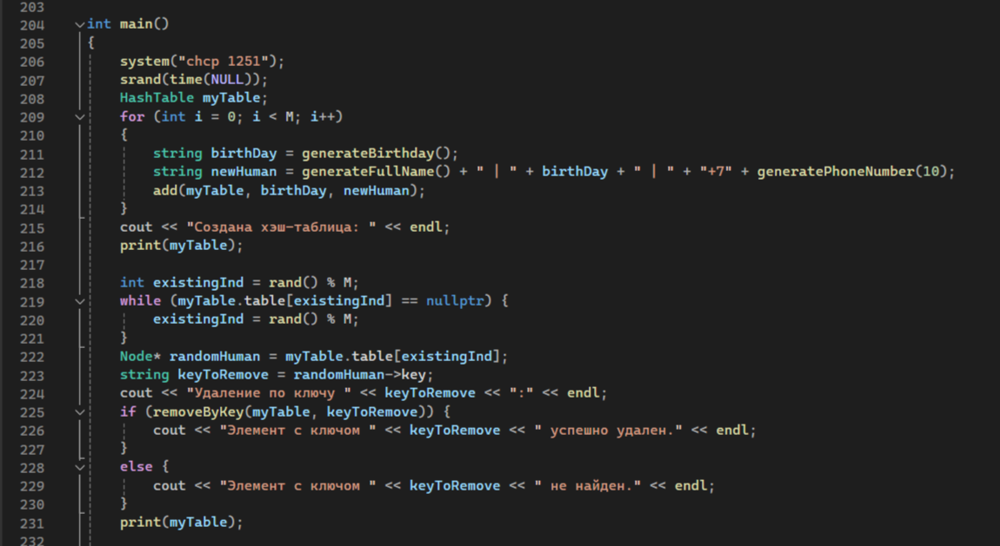 203
204 int main()
205 {
206 system("chcp 1251");
207 srand(time(NULL));
208 HashTable myTable;
209 for (int i = 0; i < M; i++)
210 {
211 string birthDay = generateBirthday();
212 string newHuman = generateFullName() + " | " + birthDay + " | " + "+7" + generatePhoneNumber(10);
213 add(myTable, birthDay, newHuman);
214 }
215 cout << "Создана хэш-таблица: " << endl;
216 print(myTable);
217
218 int existingInd = rand() % M;
219 while (myTable.table[existingInd] == nullptr) {
220 existingInd = rand() % M;
221 }
222 Node* randomHuman = myTable.table[existingInd];
223 string keyToRemove = randomHuman->key;
224 cout << "Удаление по ключу " << keyToRemove << ":" << endl;
225 if (removeByKey(myTable, keyToRemove)) {
226 cout << "Элемент с ключом " << keyToRemove << " успешно удален." << endl;
227 }
228 else {
229 cout << "Элемент с ключом " << keyToRemove << " не найден." << endl;
230 }
231 print(myTable);
232